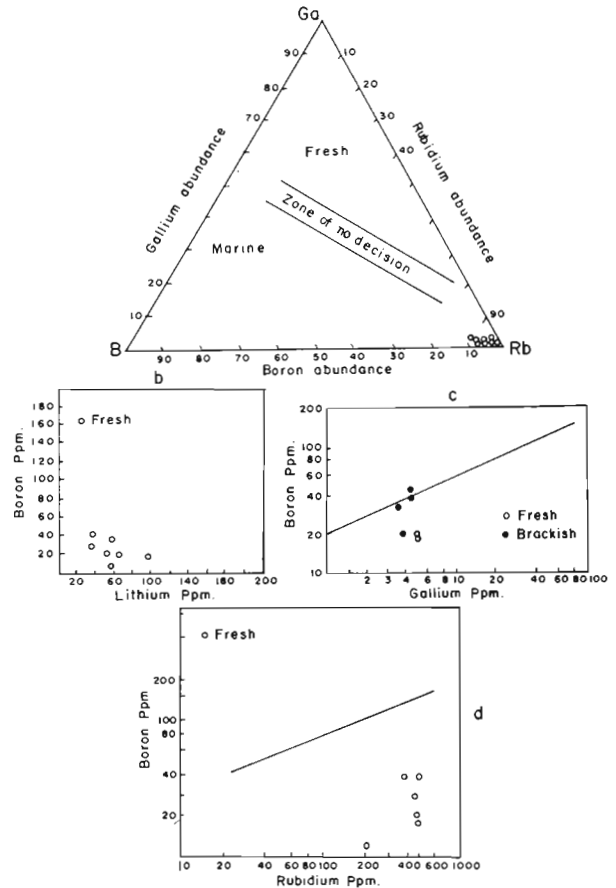 Ga
90 10
80 20
70 30
Fresh 40
Gallium abundance
Rubidium abundance
Zone of no decision
Marine
20
10 90
B 90 80 70 60 50 40 30 20 10 Rb
Boron abundance
b
180
160
140
120
100
80
60
40
20
Boron Ppm.
Fresh
20 60 100 140 180 200
Lithium Ppm.
c
200
100
80
60
40
20
10
Boron Ppm.
Fresh
Brackish
2 3 4 6 8 10 20 40 80 100
Gallium Ppm.
d
Fresh
200
100
80
40
20
Boron Ppm
10 20 40 60 80 100 200 400 600 1000
Rubidium Ppm.